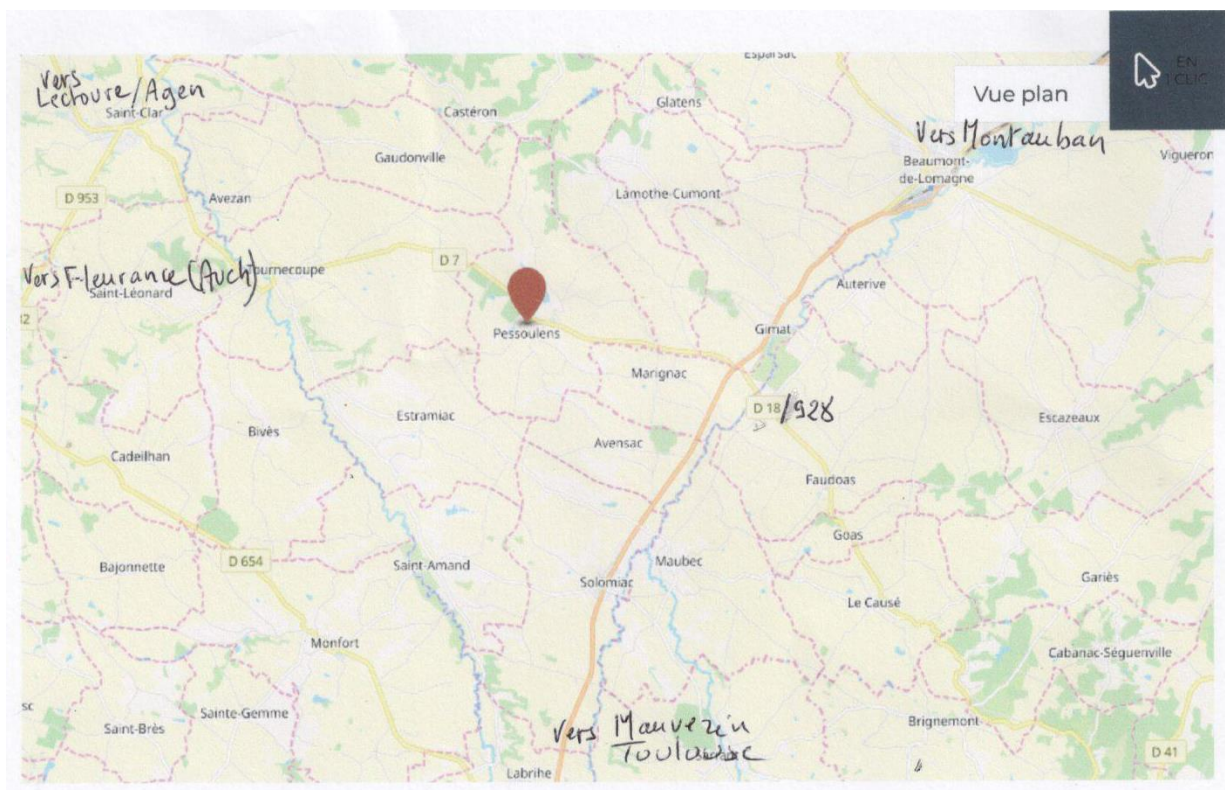 Esparsac
EN
1 CLIC
Vue plan
Vers
Lectoure/Agen
Saint-Clar
Castéron
Glatens
Vers Montauban
Beaumont-
de-Lomagne
Vigueron
Gaudonville
D 953
Avezan
Lamothe-Cumont
Vers Fleurance (Auch)
Tournecoupe
D 7
Saint-Léonard
Auterive
Pessoulens
Gimat
Marignac
D 18/928
Estramiac
Escazeaux
Bivès
Avensac
Cadeilhan
Faudoas
Goas
Bajonnette
D 654
Saint-Amand
Solomiac
Maubec
Gariès
Le Causé
Monfort
Cabanac-Séguenville
Sainte-Gemme
Saint-Brès
Brignemont
vers Mauvezin
Toulouse
D 41
Labrihe